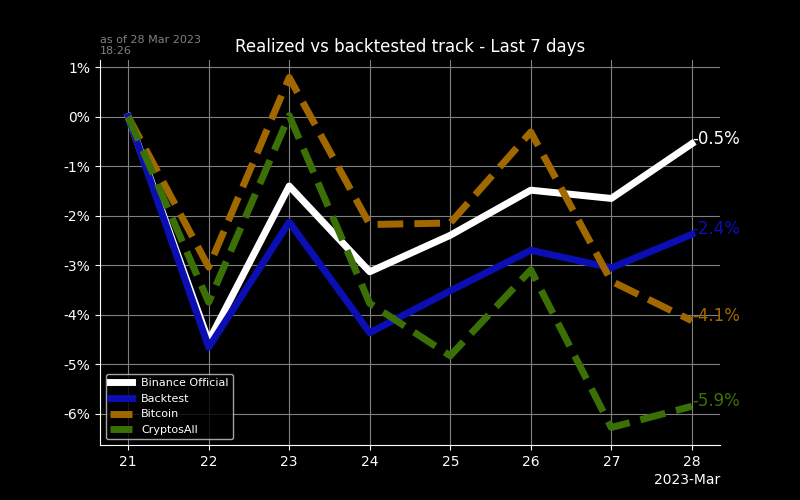 as of 28 Mar 2023
18:26
Realized vs backtested track - Last 7 days
1%
0%
-1%
-2%
-3%
-4%
-5%
-6%
-0.5%
-2.4%
-4.1%
-5.9%
Binance Official
Backtest
Bitcoin
CryptosAll
21 22 23 24 25 26 27 28
2023-Mar